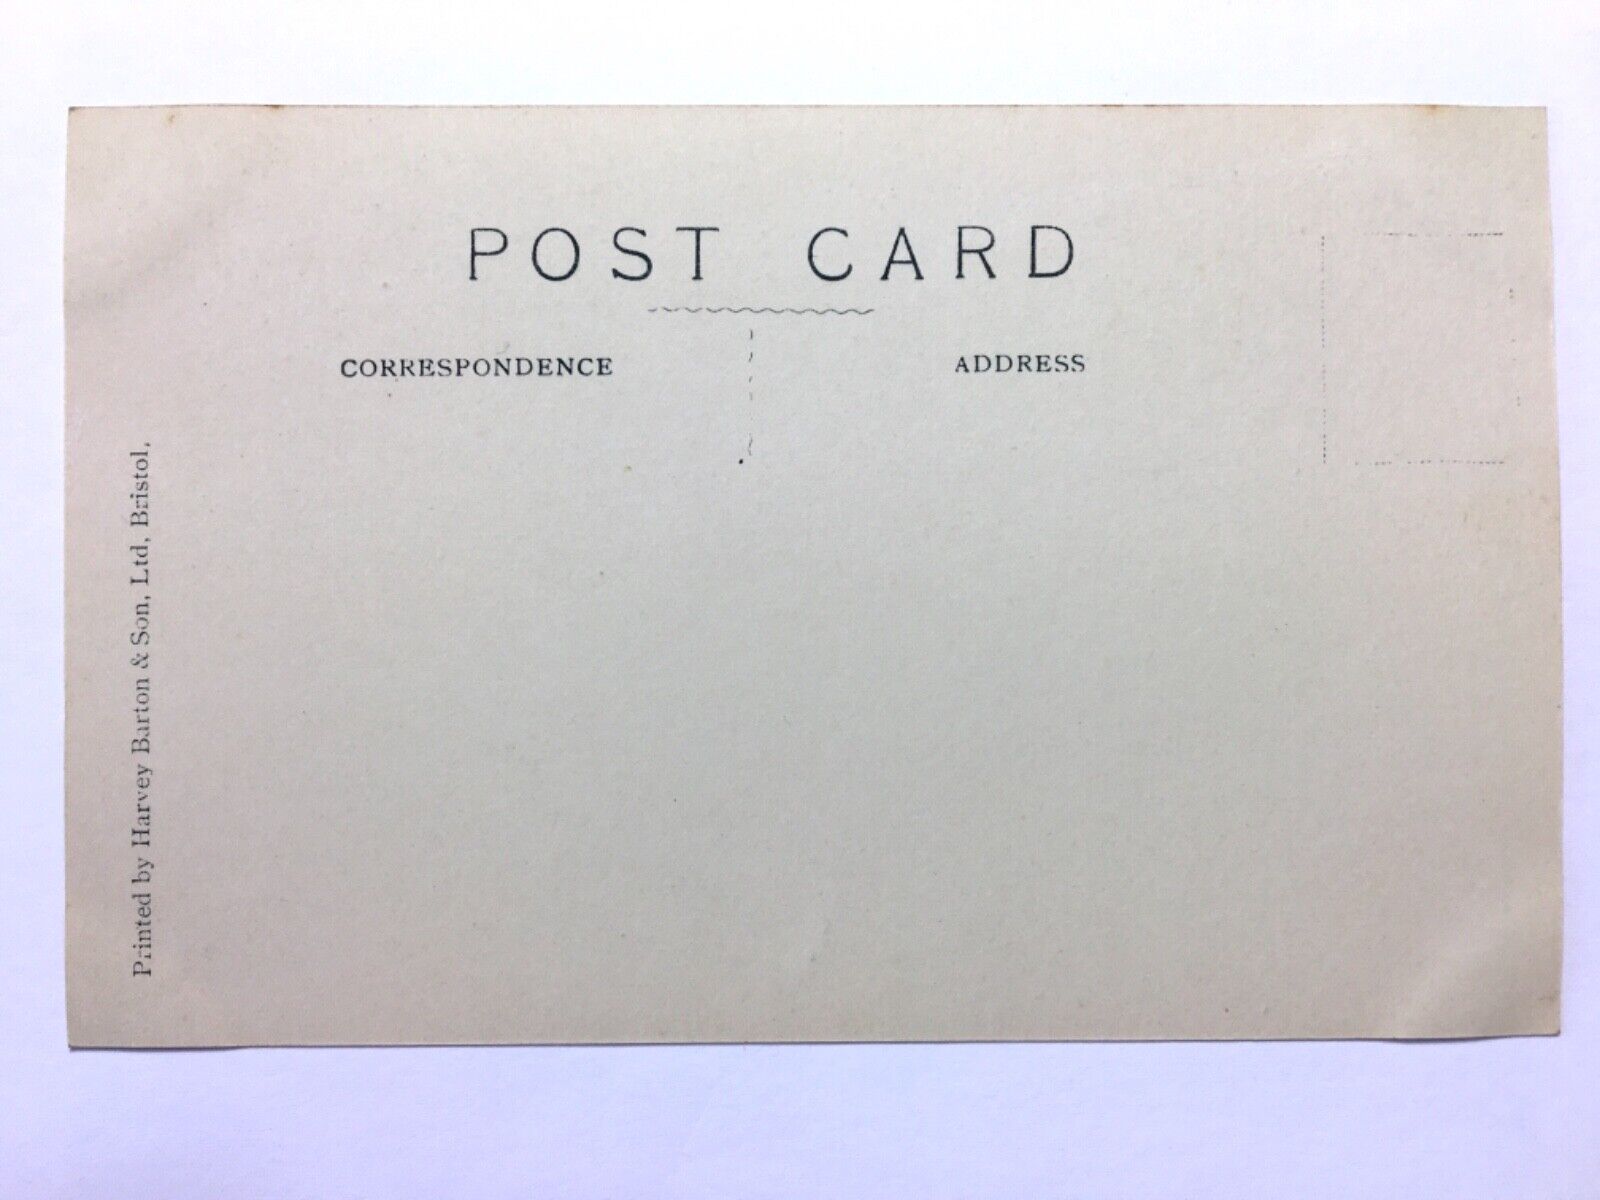 POST CARD
CORRESPONDENCE
ADDRESS
Printed by Harvey Barton & Son, Ltd, Bristol,